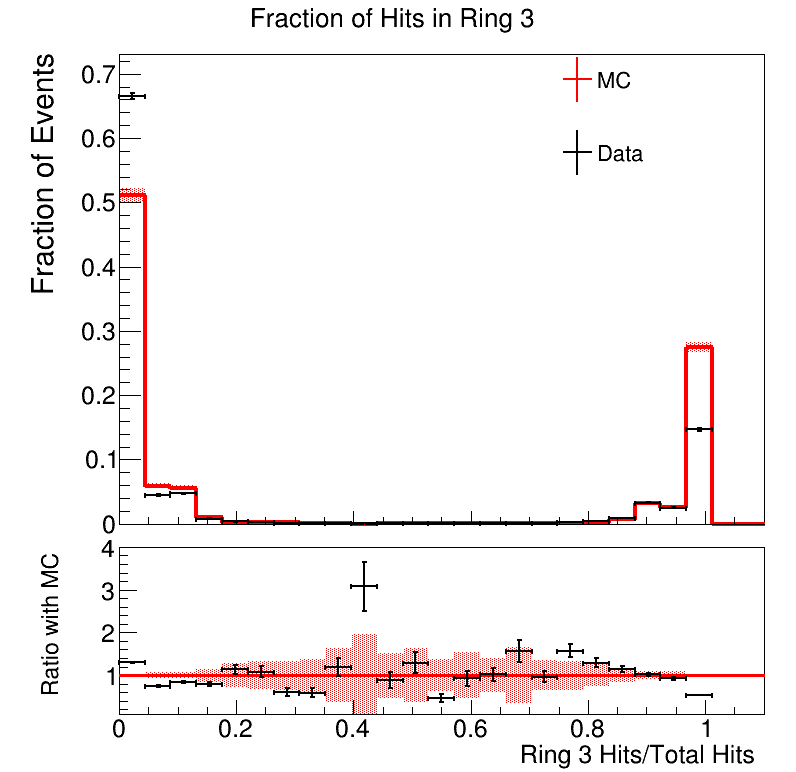 Fraction of Hits in Ring 3
Fraction of Events
0.7
0.6
0.5
0.4
0.3
0.2
0.1
0
MC
Data
Ratio with MC
4
3
2
1
0 0.2 0.4 0.6 0.8 1
Ring 3 Hits/Total Hits